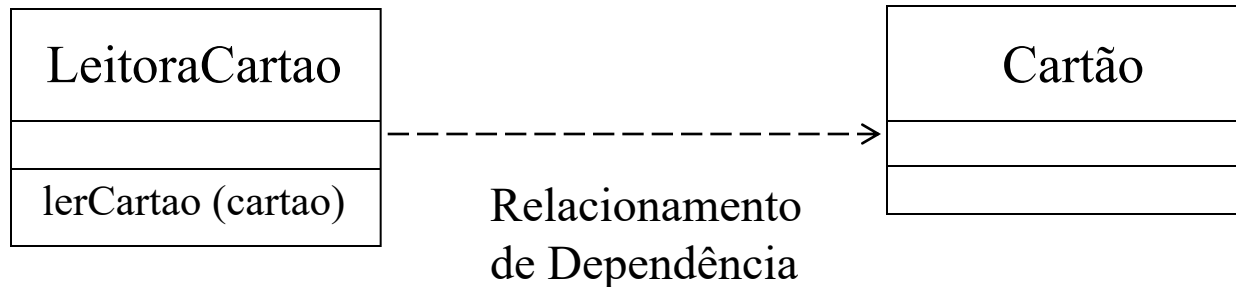 LeitoraCartao
lerCartao (cartao)
Relacionamento
de Dependência
Cartão